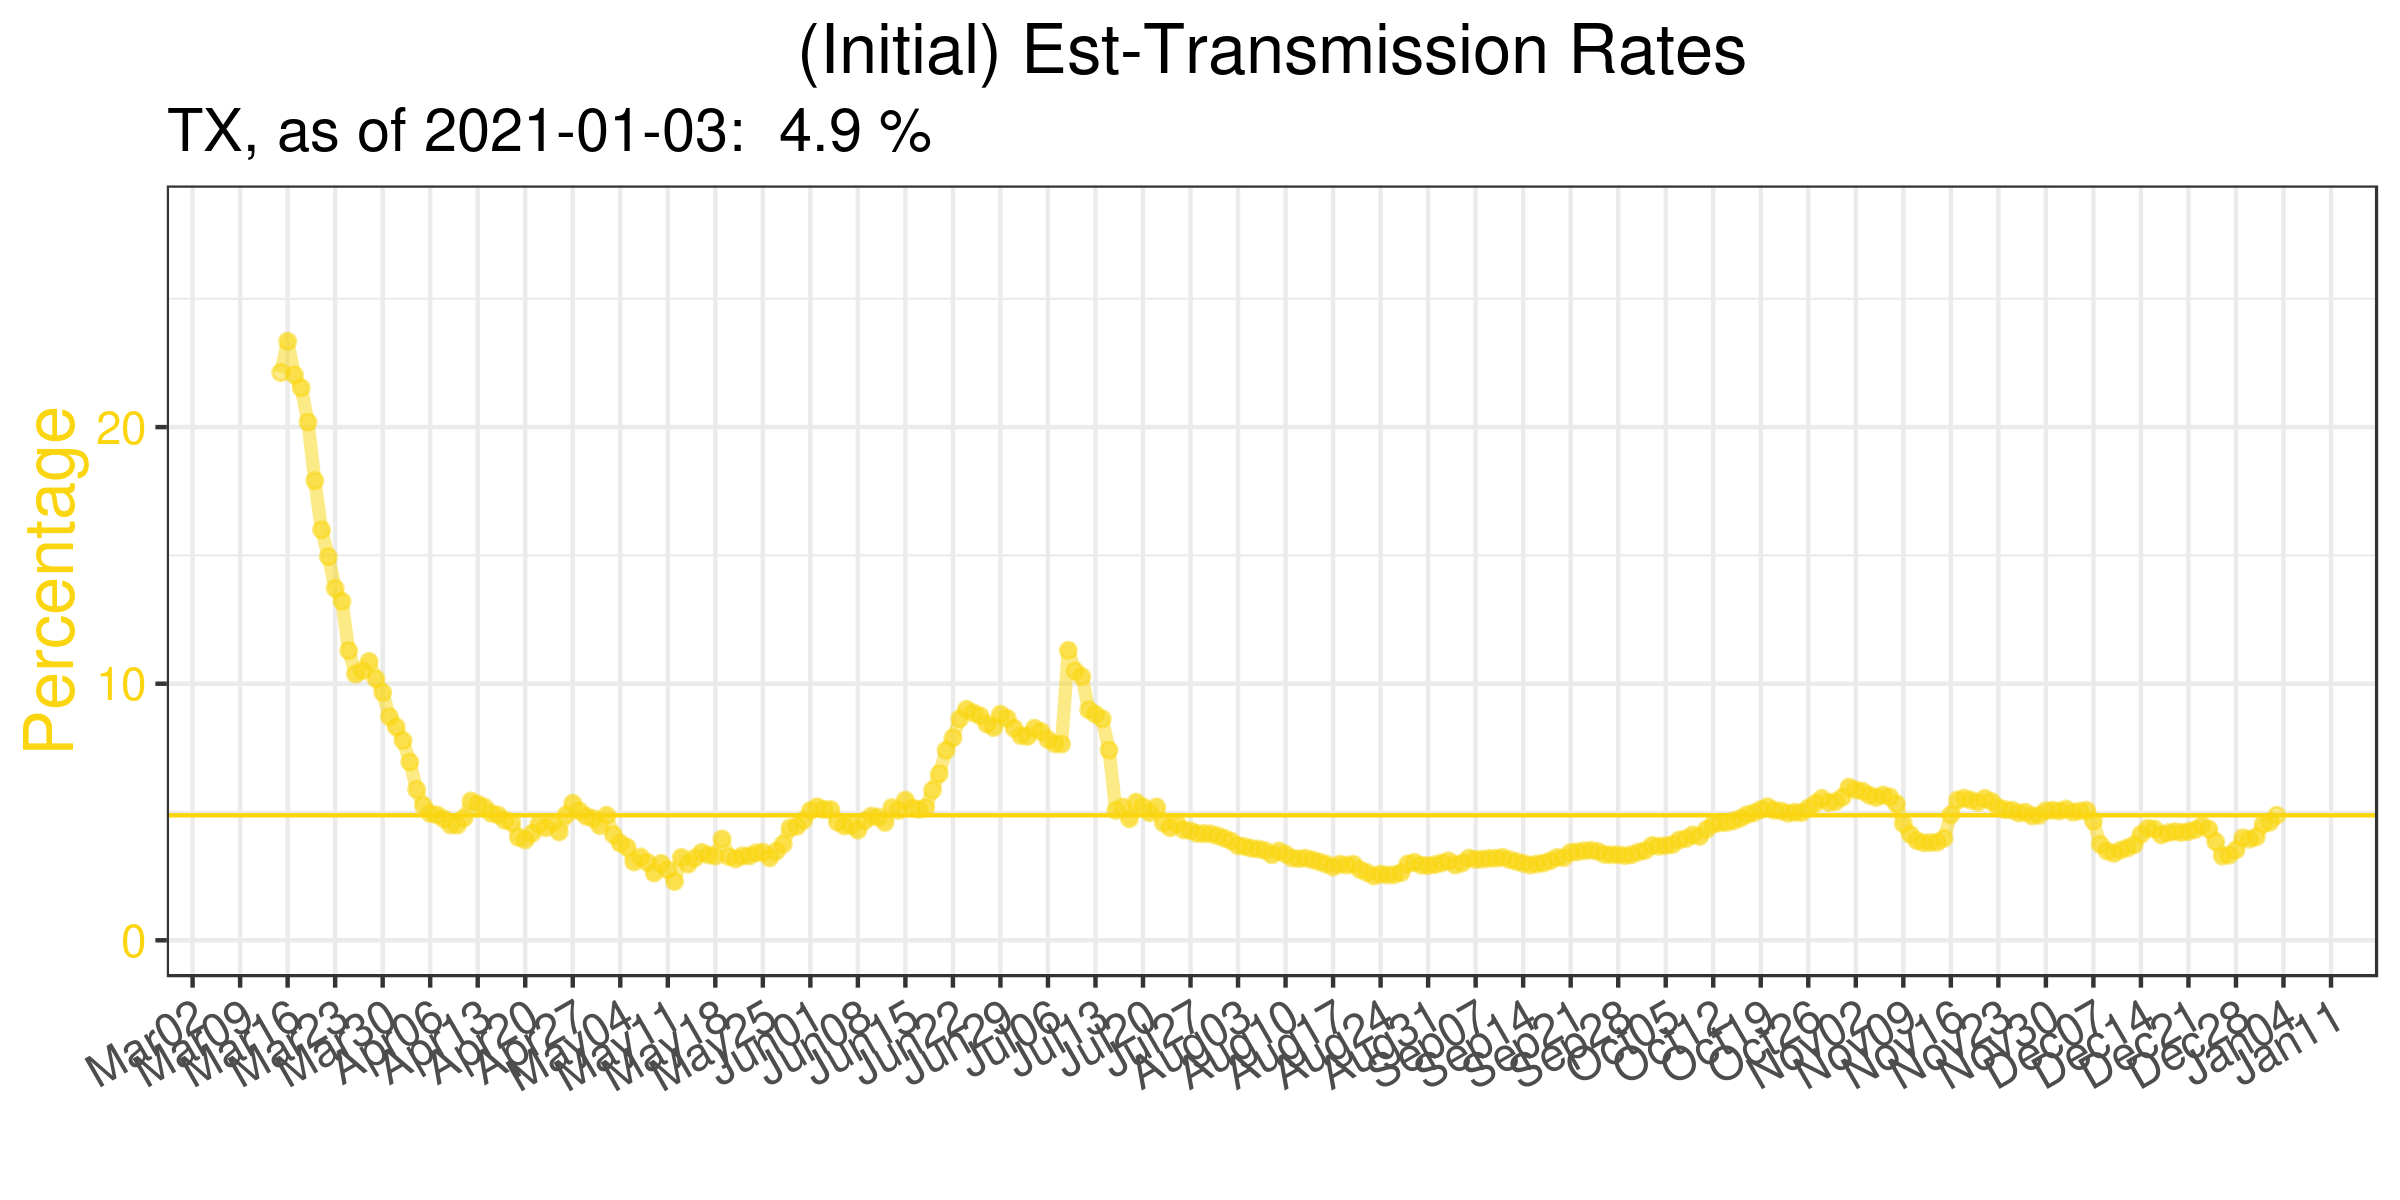 (Initial) Est-Transmission Rates
TX, as of 2021-01-03:  4.9 %
Percentage
20
10
0
Mar02
Mar09
Mar16
Mar23
Mar30
Apr06
Apr13
Apr20
Apr27
May04
May11
May18
May25
Jun01
Jun08
Jun15
Jun22
Jun29
Jul06
Jul13
Jul20
Jul27
Aug03
Aug10
Aug17
Aug24
Aug31
Sep07
Sep14
Sep21
Sep28
Oct05
Oct12
Oct19
Oct26
Nov02
Nov09
Nov16
Nov23
Nov30
Dec07
Dec14
Dec21
Dec28
Jan04
Jan11